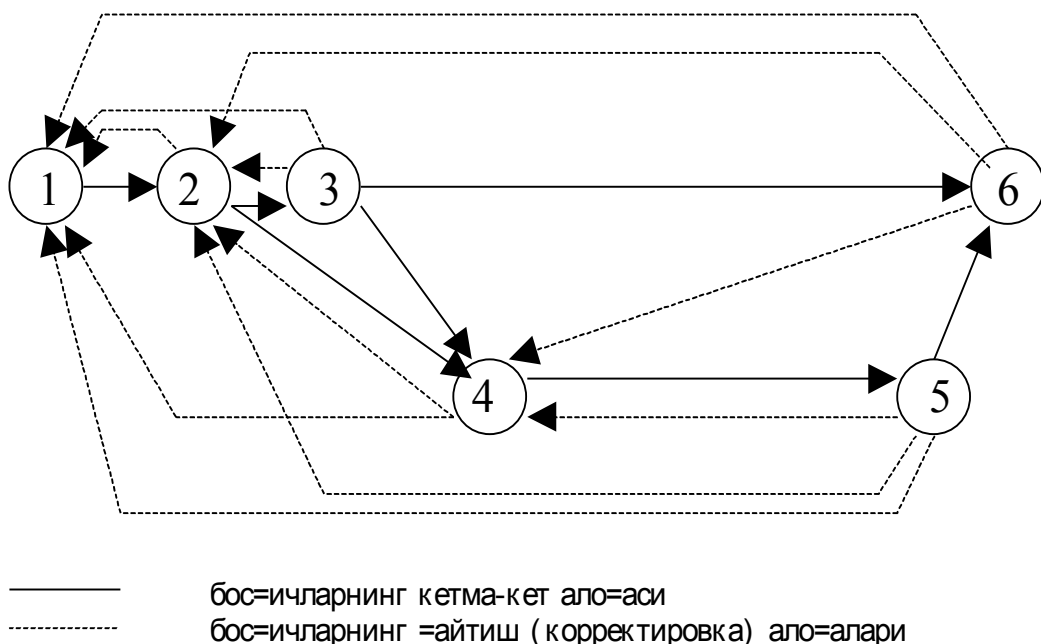 1 2 3 6
4 5
бос=ичларнинг кетма-кет ало=аси
бос=ичларнинг =айтиш (корректировка) ало=алари